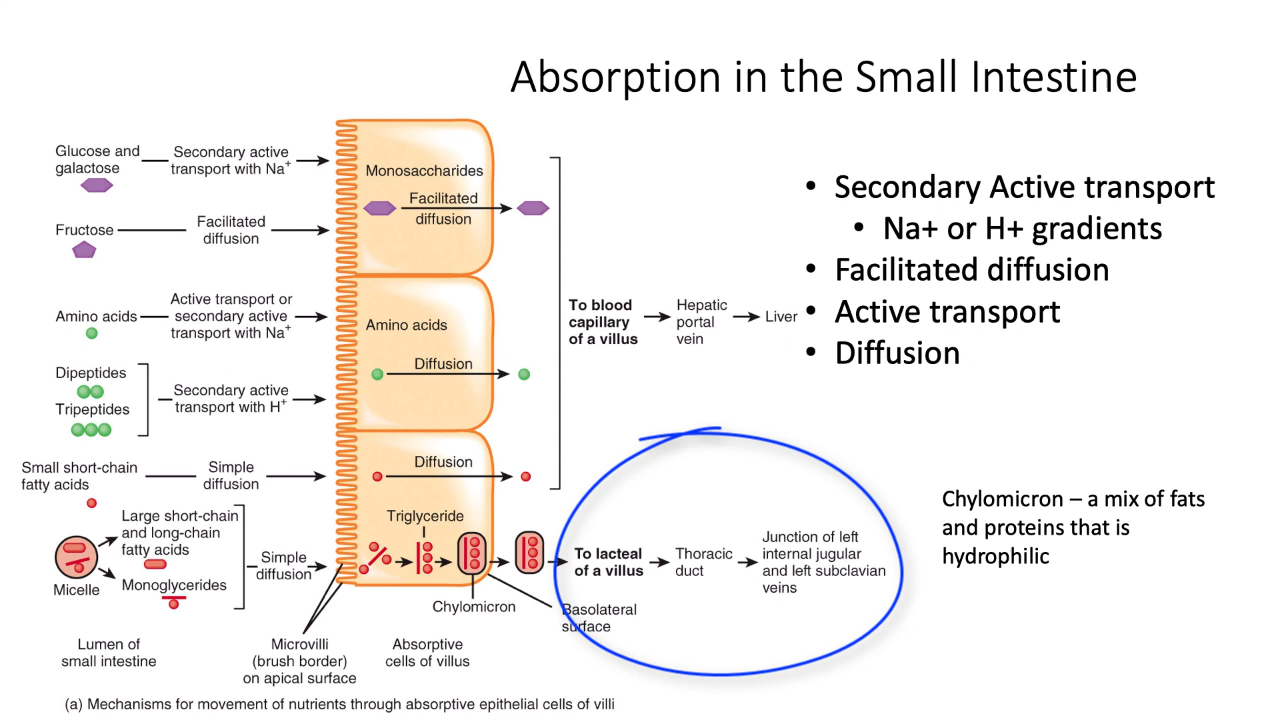 Absorption in the Small Intestine
Glucose and
galactose
Secondary active
transport with Na+
Monosaccharides
Facilitated
diffusion
Fructose
Facilitated
diffusion
Amino acids
Active transport or
secondary active
transport with Na+
Amino acids
Diffusion
Dipeptides
Tripeptides
Secondary active
transport with H+
Small short-chain
fatty acids
Simple
diffusion
Diffusion
To blood
capillary
of a villus
Hepatic
portal
vein
Liver
• Secondary Active transport
• Na+ or H+ gradients
• Facilitated diffusion
• Active transport
• Diffusion
Micelle
Large short-chain
and long-chain
fatty acids
Monoglycerides
Simple
diffusion
Triglyceride
Chylomicron
Basolateral
surface
To lacteal
of a villus
Thoracic
duct
Junction of left
internal jugular
and left subclavian
veins
Chylomicron – a mix of fats
and proteins that is
hydrophilic
Lumen of
small intestine
Microvilli
(brush border)
on apical surface
Absorptive
cells of villus
(a) Mechanisms for movement of nutrients through absorptive epithelial cells of villi